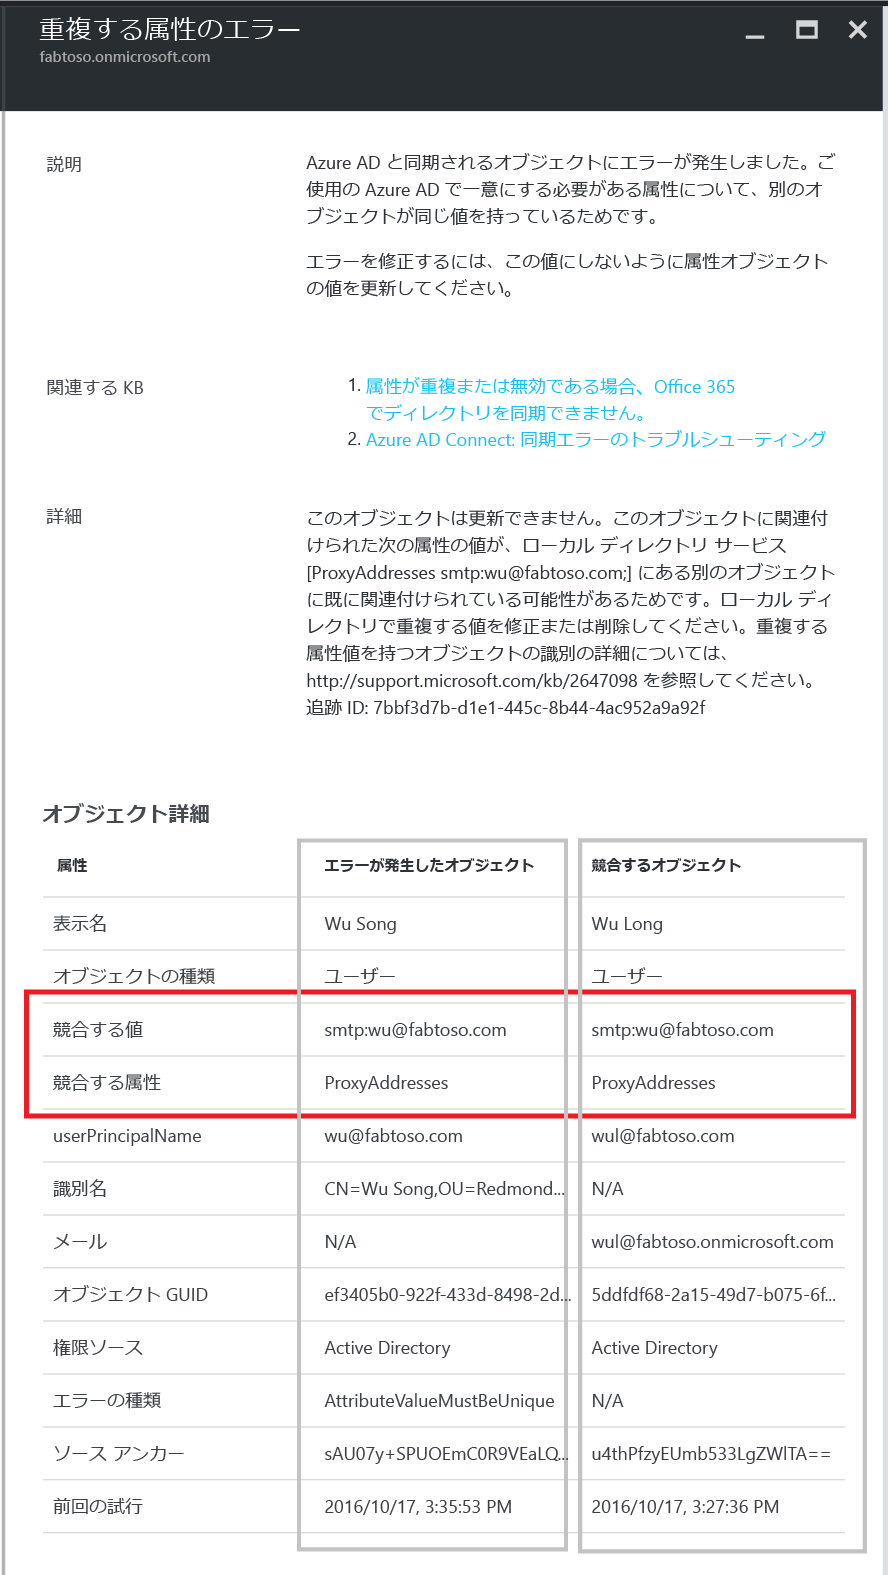 重複する属性のエラー
fabtoso.onmicrosoft.com
説明
Azure AD と同期されるオブジェクトにエラーが発生しました。ご
使用の Azure AD で一意にする必要がある属性について、別のオ
ブジェクトが同じ値を持っているためです。
エラーを修正するには、この値にしないように属性オブジェクト
の値を更新してください。
関連する KB
1. 属性が重複または無効である場合、Office 365
でディレクトリを同期できません。
2. Azure AD Connect: 同期エラーのトラブルシューティング
詳細
このオブジェクトは更新できません。このオブジェクトに関連付
けられた次の属性の値が、ローカル ディレクトリ サービス
[ProxyAddresses smtp:wu@fabtoso.com;] にある別のオブジェクト
に既に関連付けられている可能性があるためです。ローカル ディ
レクトリで重複する値を修正または削除してください。重複する
属性値を持つオブジェクトの識別の詳細については、
http://support.microsoft.com/kb/2647098 を参照してください。
追跡 ID: 7bbf3d7b-d1e1-445c-8b44-4ac952a9a92f
オブジェクト詳細
属性 エラーが発生したオブジェクト 競合するオブジェクト
表示名 Wu Song Wu Long
オブジェクトの種類 ユーザー ユーザー
競合する値 smtp:wu@fabtoso.com smtp:wu@fabtoso.com
競合する属性 ProxyAddresses ProxyAddresses
userPrincipalName wu@fabtoso.com wul@fabtoso.com
識別名 CN=Wu Song,OU=Redmond... N/A
メール N/A wul@fabtoso.onmicrosoft.com
オブジェクト GUID ef3405b0-922f-433d-8498-2d... 5ddfdf68-2a15-49d7-b075-6f...
権限ソース Active Directory Active Directory
エラーの種類 AttributeValueMustBeUnique N/A
ソース アンカー sAU07y+SPUOEmC0R9VEaLQ... u4thPfzyEUmb533LgZWlTA==
前回の試行 2016/10/17, 3:35:53 PM 2016/10/17, 3:27:36 PM